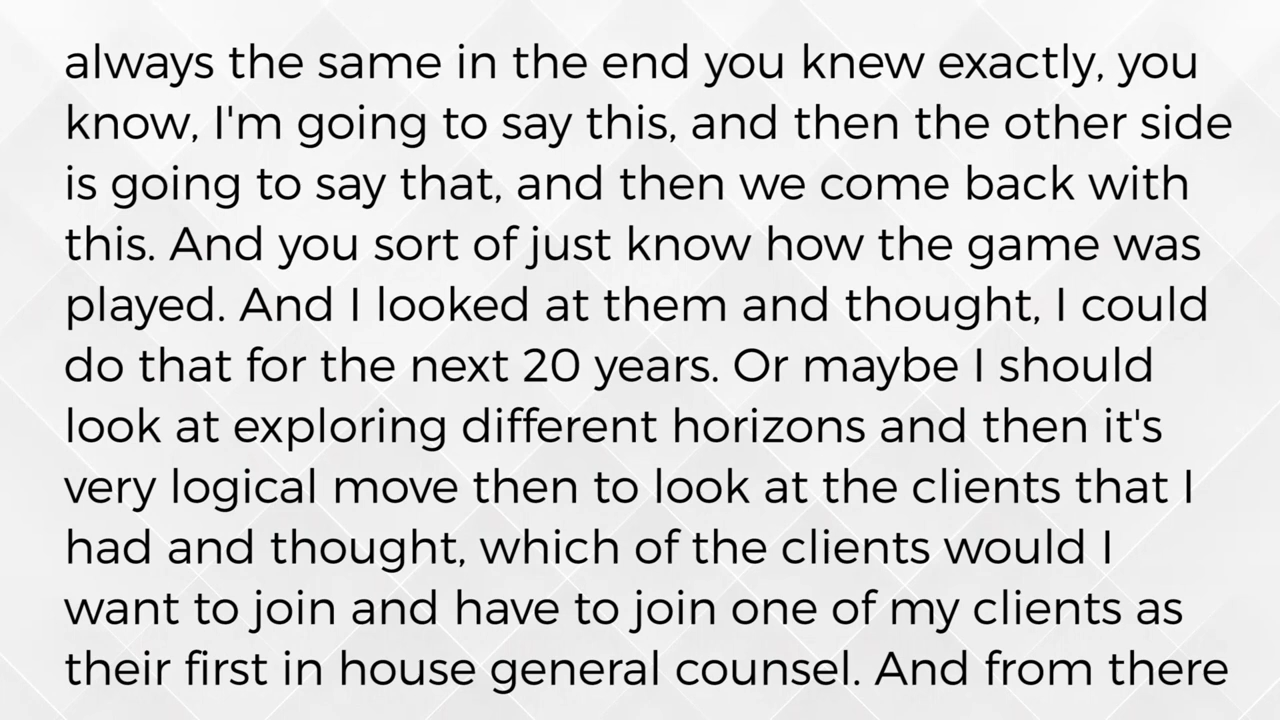 always the same in the end you knew exactly, you
know, I'm going to say this, and then the other side
is going to say that, and then we come back with
this. And you sort of just know how the game was
played. And I looked at them and thought, I could
do that for the next 20 years. Or maybe I should
look at exploring different horizons and then it's
very logical move then to look at the clients that I
had and thought, which of the clients would I
want to join and have to join one of my clients as
their first in house general counsel. And from there